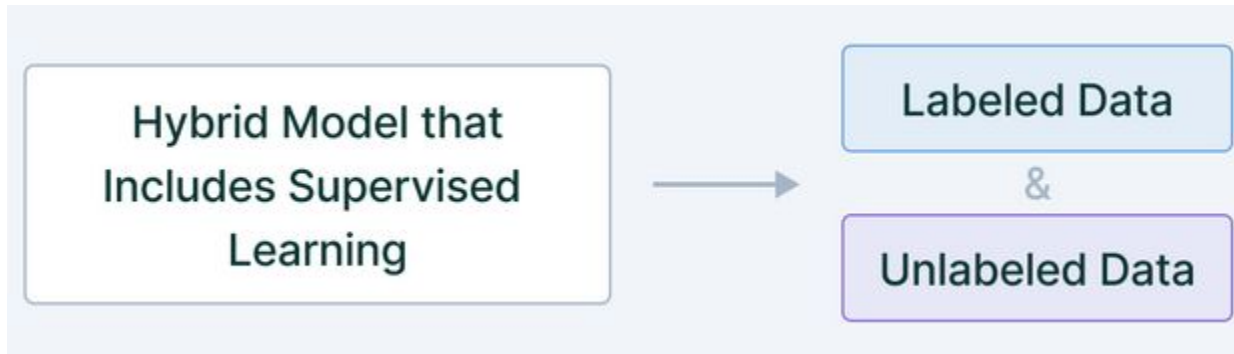 Hybrid Model that
Includes Supervised
Learning
Labeled Data
&
Unlabeled Data